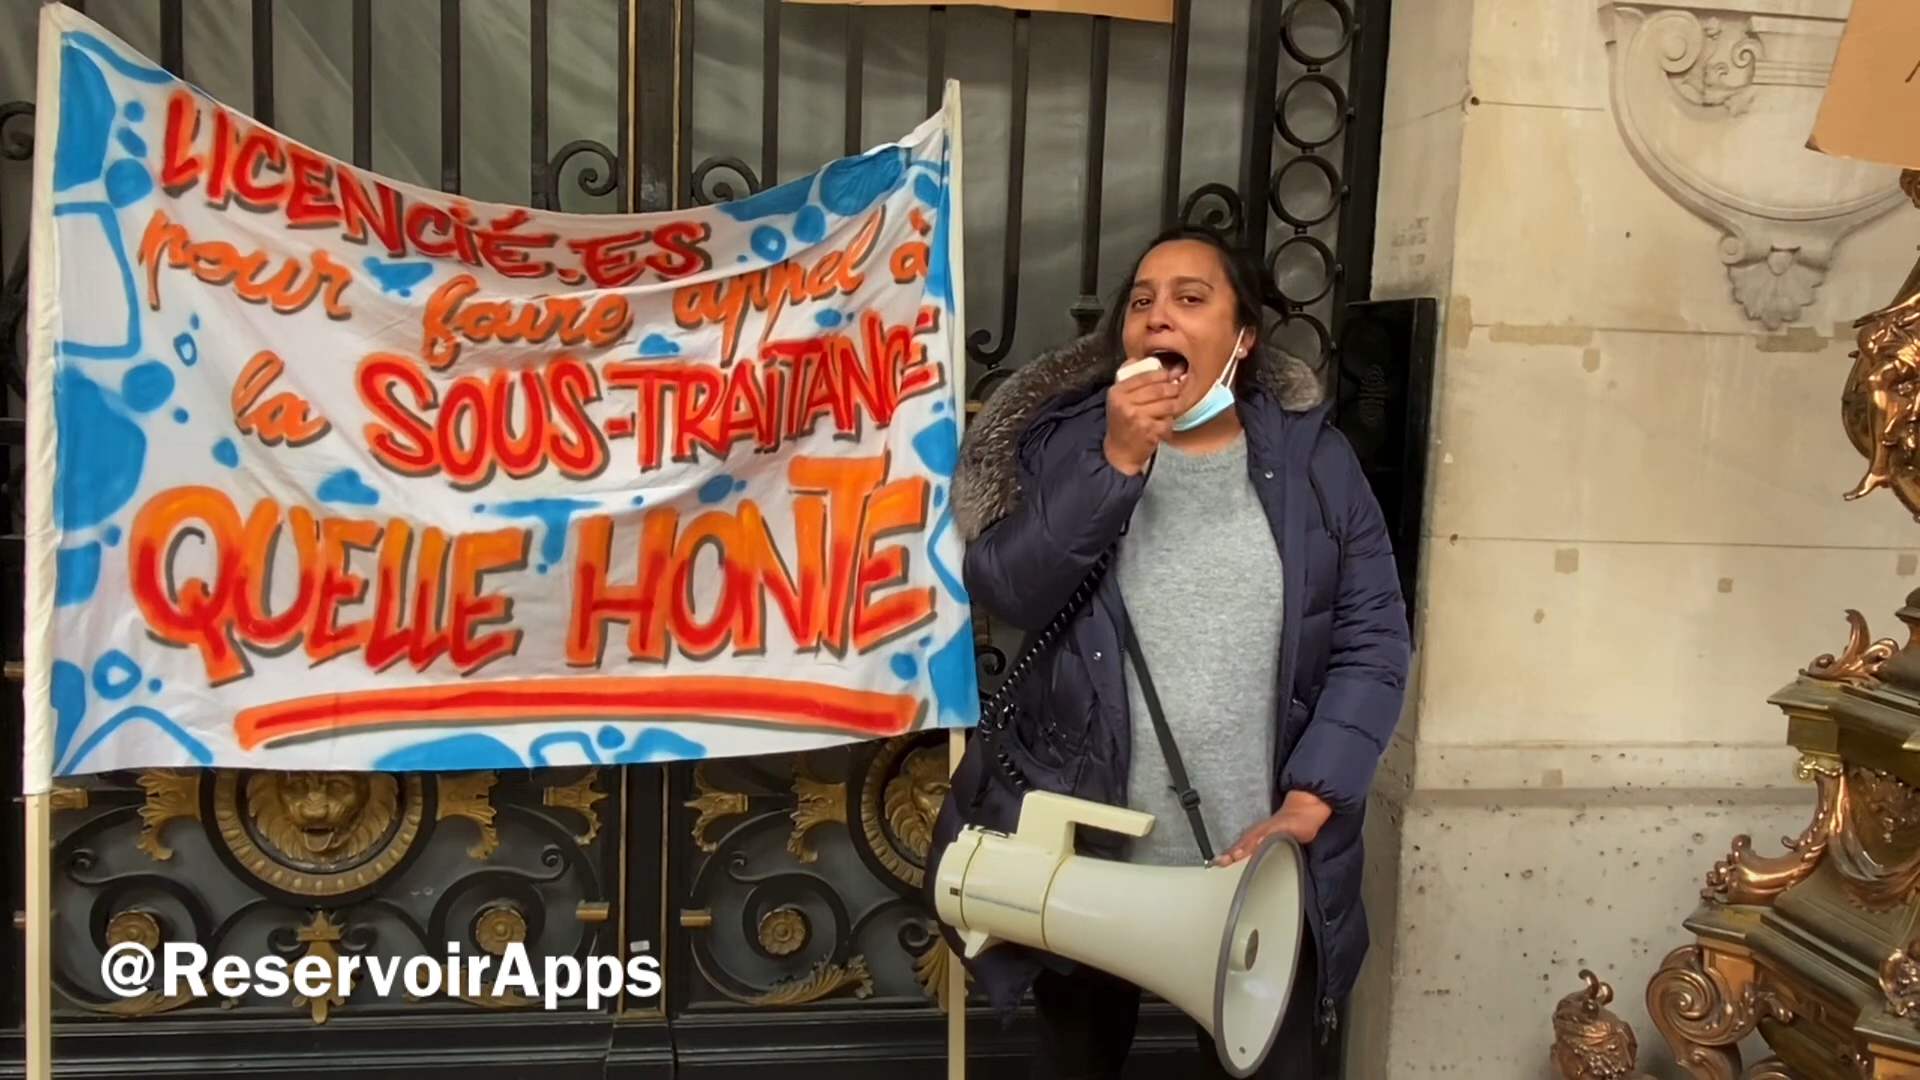 LICENCIÉ.ES
pour faire appel à
la SOUS-TRAITANCE
QUELLE HONTE
@ReservoirApps